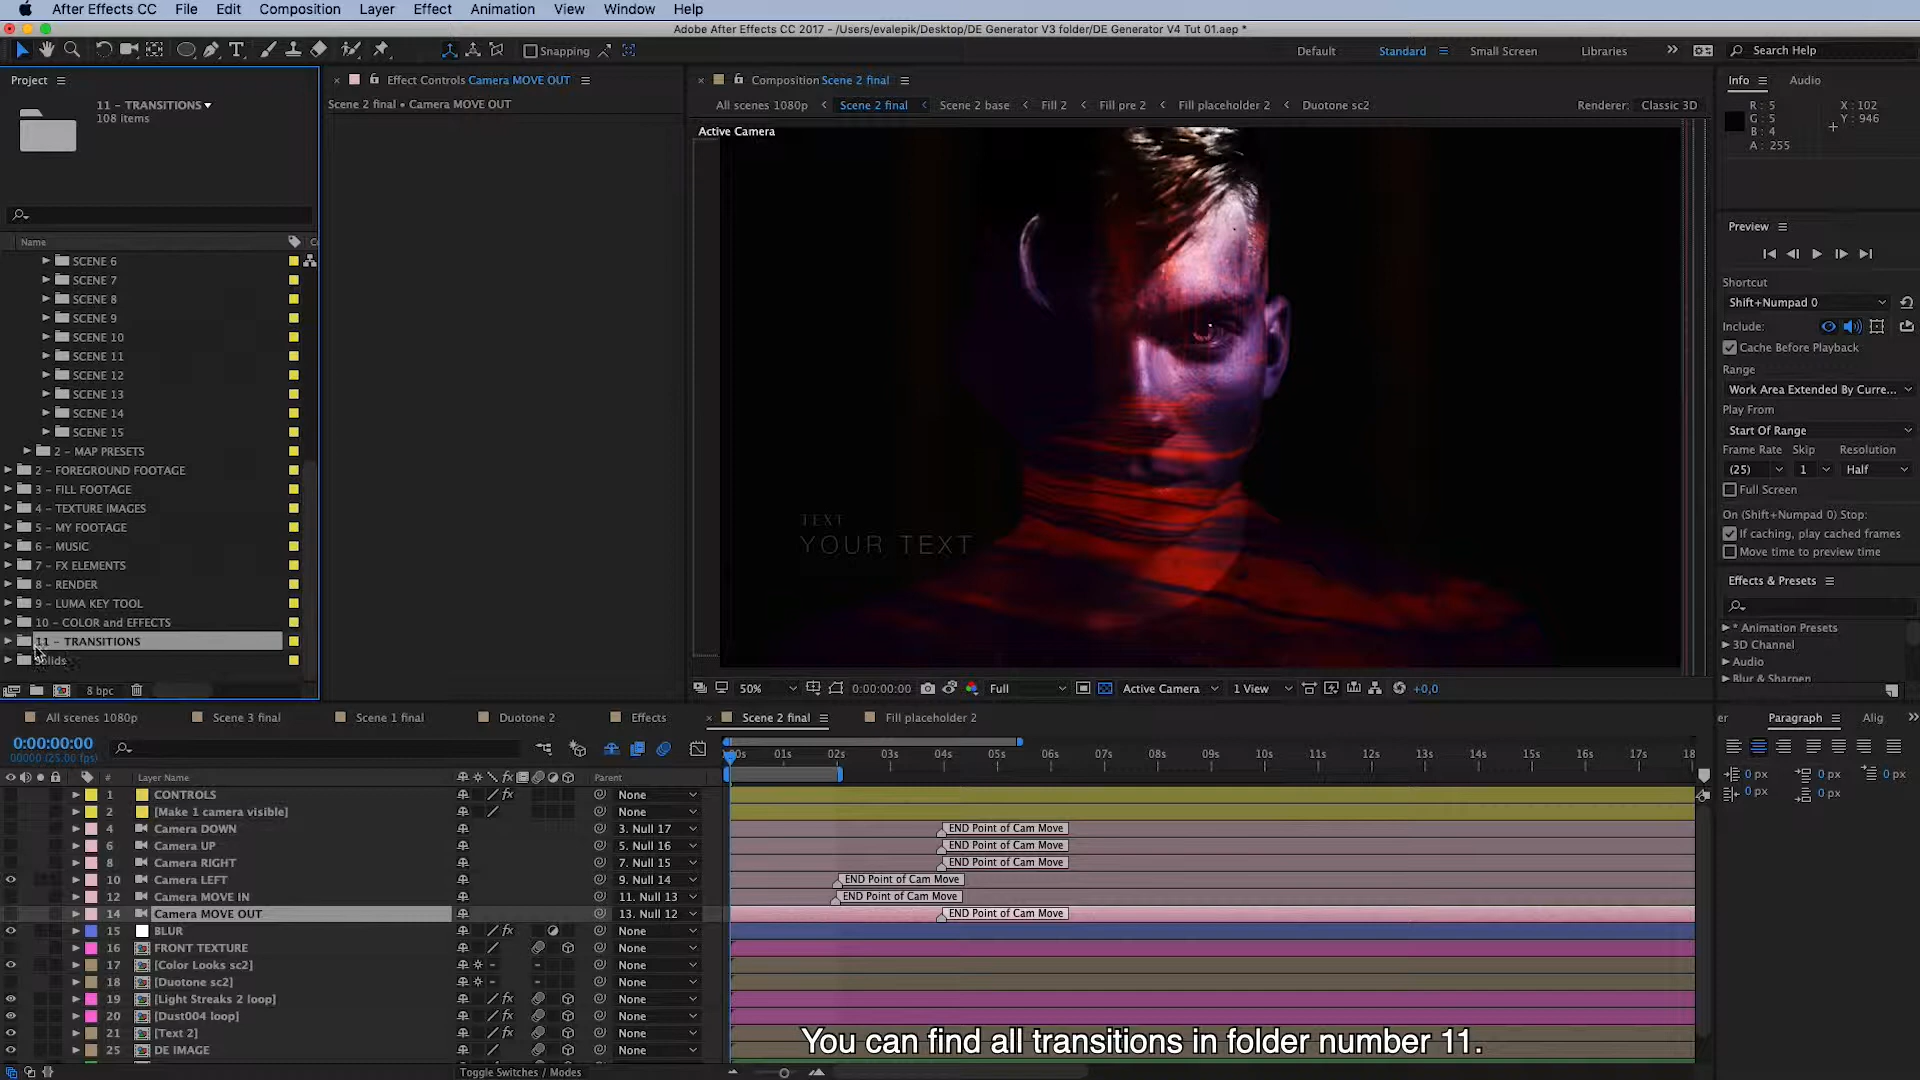 After Effects CC File Edit Composition Layer Effect Animation View Window Help
Adobe After Effects CC 2017 - /Users/evalepik/Desktop/DE Generator V3 folder/DE Generator V4 Tut 01.aep *
Snapping Default Standard Small Screen Libraries Search Help
Project
11 – TRANSITIONS
108 items
Name
SCENE 6
SCENE 7
SCENE 8
SCENE 9
SCENE 10
SCENE 11
SCENE 12
SCENE 13
SCENE 14
SCENE 15
2 – MAP PRESETS
2 – FOREGROUND FOOTAGE
3 – FILL FOOTAGE
4 – TEXTURE IMAGES
5 – MY FOOTAGE
6 – MUSIC
7 – FX ELEMENTS
8 – RENDER
9 – LUMA KEY TOOL
10 – COLOR and EFFECTS
11 – TRANSITIONS
Solids
8 bpc
Effect Controls Camera MOVE OUT
Scene 2 final • Camera MOVE OUT
Composition Scene 2 final
All scenes 1080p Scene 2 final Scene 2 base Fill 2 Fill pre 2 Fill placeholder 2 Duotone sc2 Renderer: Classic 3D
Active Camera
TEXT
YOUR TEXT
50% 0:00:00:00 Full Active Camera 1 View +0,0
Info Audio
R : 5 X : 102
G : 5 Y : 946
B : 4
A : 255
Preview
Shortcut
Shift+Numpad 0
Include:
Cache Before Playback
Range
Work Area Extended By Curre...
Play From
Start Of Range
Frame Rate Skip Resolution
(25) 1 Half
Full Screen
On (Shift+Numpad 0) Stop:
If caching, play cached frames
Move time to preview time
Effects & Presets
* Animation Presets
3D Channel
Audio
Blur & Sharpen
er Paragraph Alig
0 px 0 px 0 px
0 px 0 px
All scenes 1080p Scene 3 final Scene 1 final Duotone 2 Effects Scene 2 final Fill placeholder 2
0:00:00:00
00000 (25.00 fps)
00s 01s 02s 03s 04s 05s 06s 07s 08s 09s 10s 11s 12s 13s 14s 15s 16s 17s 18
# Layer Name Parent
1 CONTROLS None
2 [Make 1 camera visible] None
4 Camera DOWN 3. Null 17 END Point of Cam Move
6 Camera UP 5. Null 16 END Point of Cam Move
8 Camera RIGHT 7. Null 15 END Point of Cam Move
10 Camera LEFT 9. Null 14 END Point of Cam Move
12 Camera MOVE IN 11. Null 13 END Point of Cam Move
14 Camera MOVE OUT 13. Null 12 END Point of Cam Move
15 BLUR fx None
16 FRONT TEXTURE None
17 [Color Looks sc2] None
18 [Duotone sc2] None
19 [Light Streaks 2 loop] fx None
20 [Dust004 loop] fx None
21 [Text 2] fx None
25 DE IMAGE None
You can find all transitions in folder number 11.
Toggle Switches / Modes